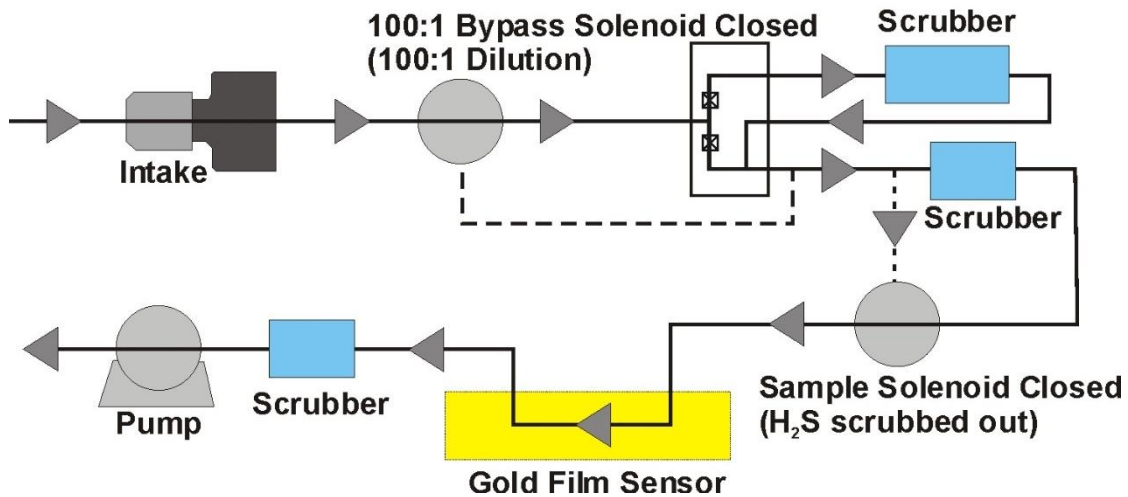 100:1 Bypass Solenoid Closed
(100:1 Dilution)
Scrubber
Intake
Scrubber
Pump
Scrubber
Sample Solenoid Closed
(H₂S scrubbed out)
Gold Film Sensor